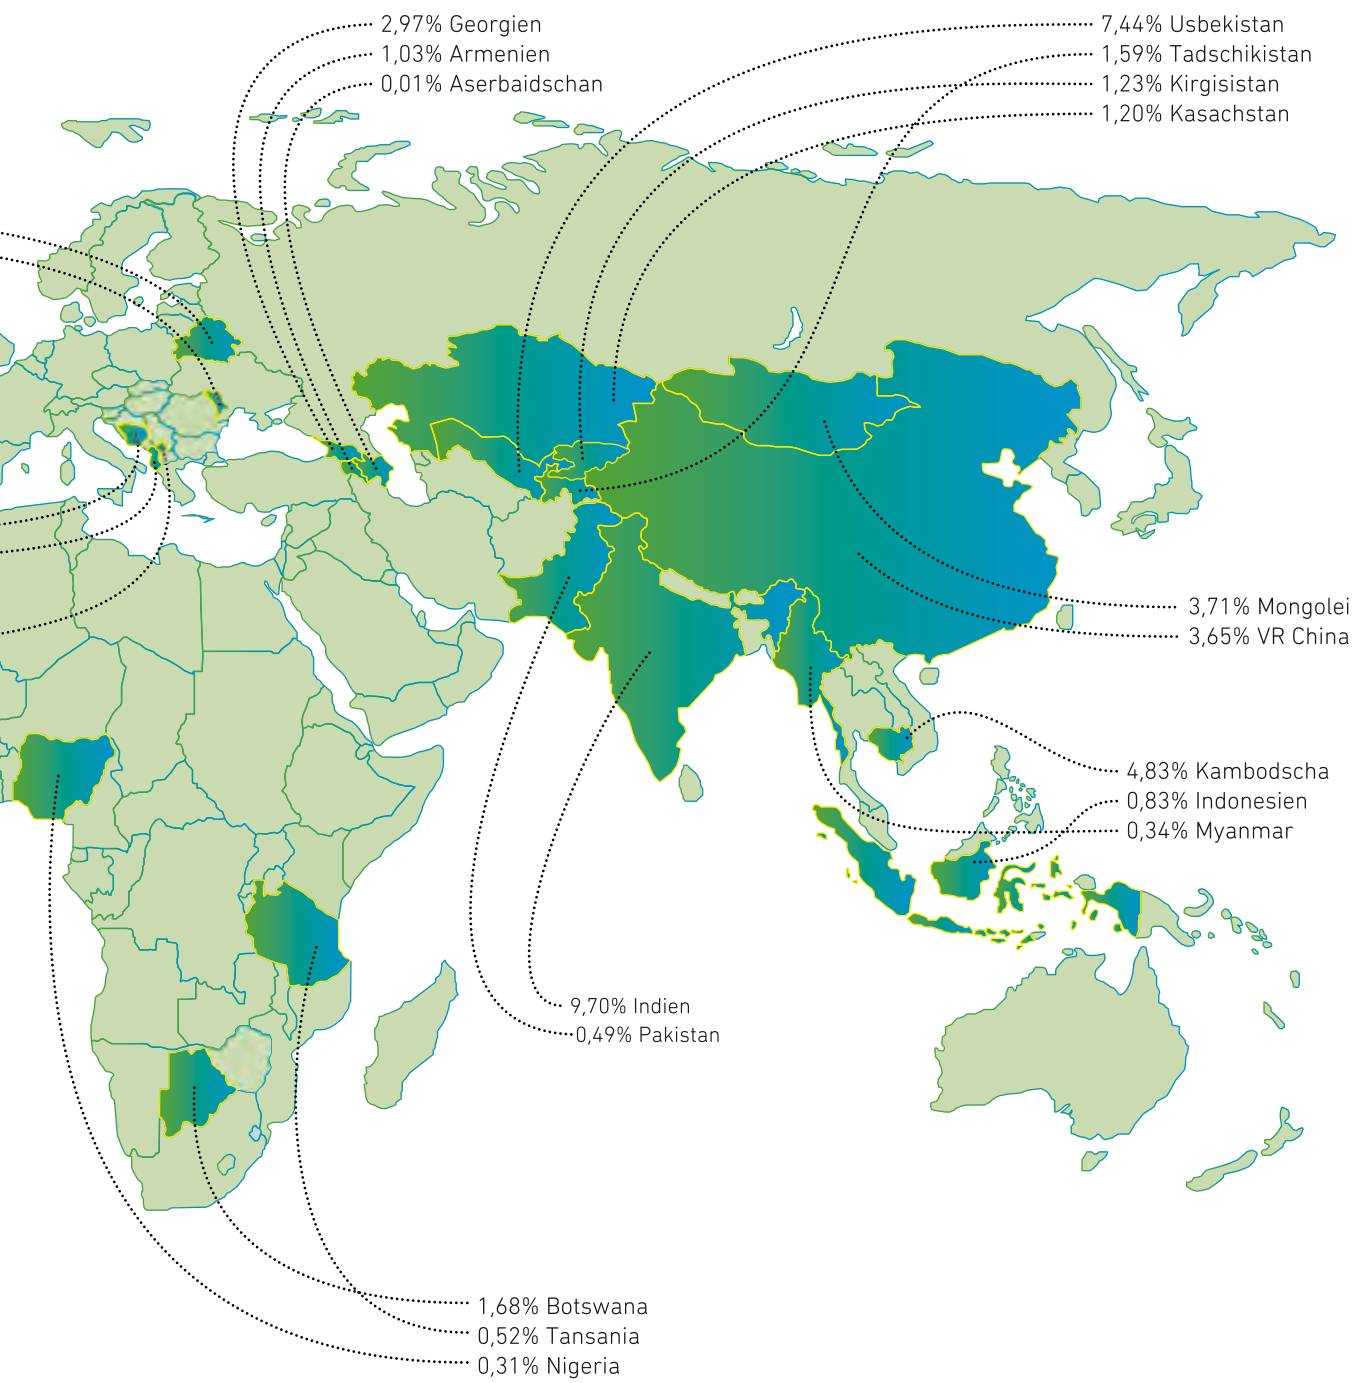 2,97% Georgien
1,03% Armenien
0,01% Aserbaidschan
7,44% Usbekistan
1,59% Tadschikistan
1,23% Kirgisistan
1,20% Kasachstan
3,71% Mongolei
3,65% VR China
4,83% Kambodscha
0,83% Indonesien
0,34% Myanmar
9,70% Indien
0,49% Pakistan
1,68% Botswana
0,52% Tansania
0,31% Nigeria